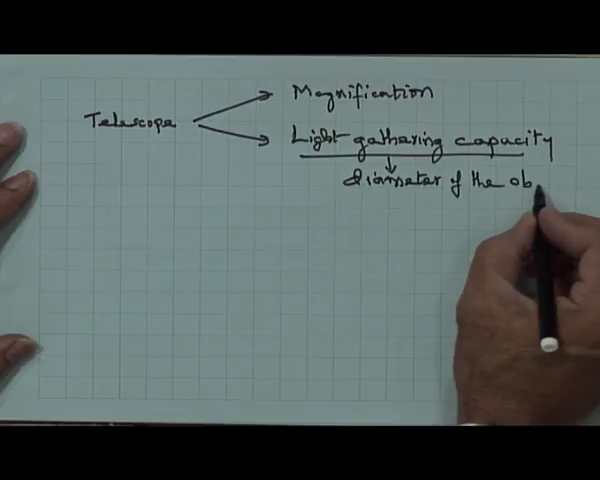 Magnification
Telescope
Light gathering capacity
diameter of the ob